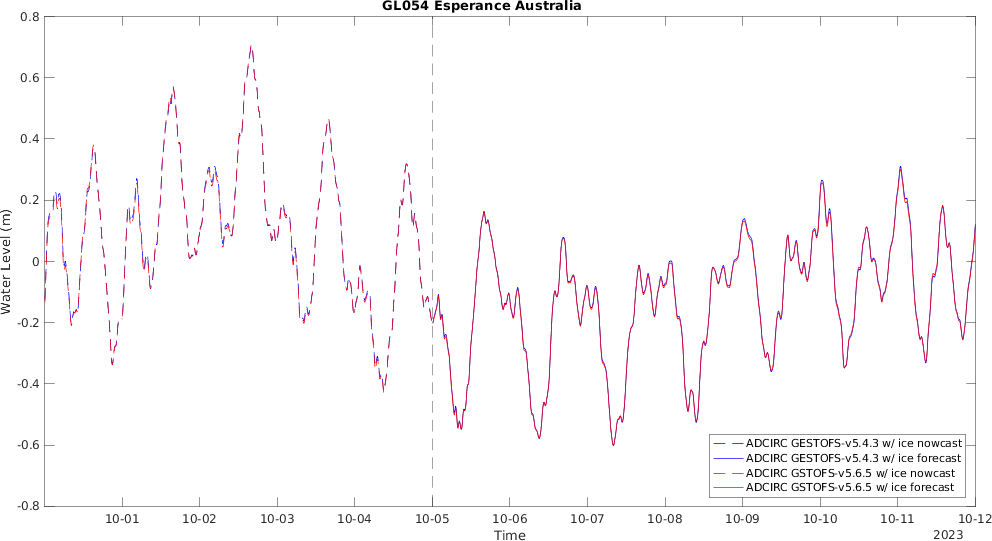 GL054 Esperance Australia
0.8
0.6
0.4
0.2
0
-0.2
-0.4
-0.6
-0.8
Water Level (m)
10-01 10-02 10-03 10-04 10-05 10-06 10-07 10-08 10-09 10-10 10-11 10-12
Time
2023
ADCIRC GESTOFS-v5.4.3 w/ ice nowcast
ADCIRC GESTOFS-v5.4.3 w/ ice forecast
ADCIRC GSTOFS-v5.6.5 w/ ice nowcast
ADCIRC GSTOFS-v5.6.5 w/ ice forecast